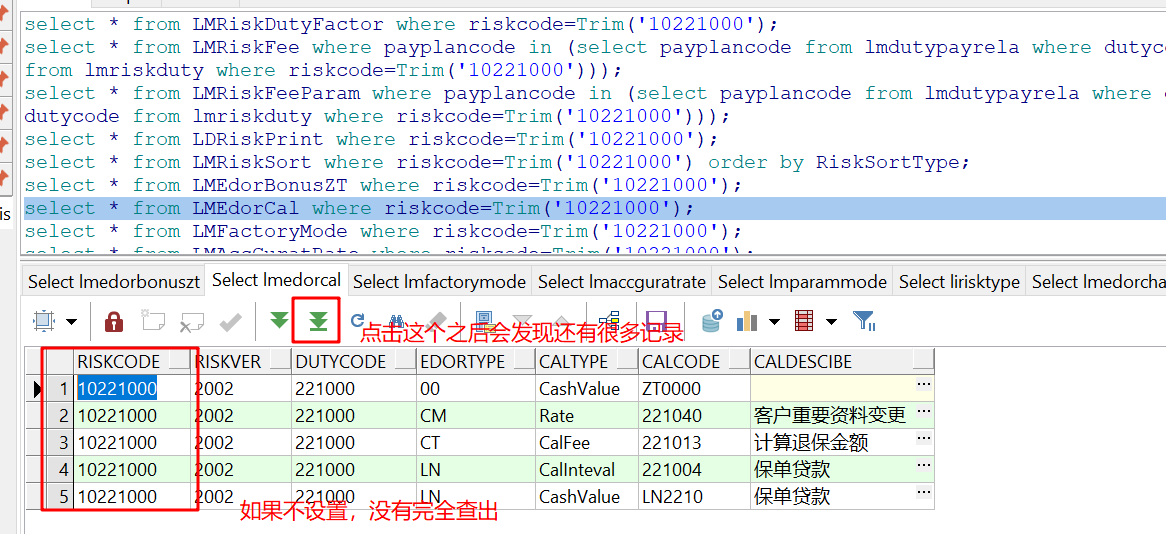 select * from LMRiskDutyFactor where riskcode=Trim('10221000');
select * from LMRiskFee where payplancode in (select payplancode from lmdutypayrela where dutyc
from lmriskduty where riskcode=Trim('10221000')));
select * from LMRiskFeeParam where payplancode in (select payplancode from lmdutypayrela where
dutycode from lmriskduty where riskcode=Trim('10221000')));
select * from LDRiskPrint where riskcode=Trim('10221000');
select * from LMRiskSort where riskcode=Trim('10221000') order by RiskSortType;
select * from LMEdorBonusZT where riskcode=Trim('10221000');
select * from LMEdorCal where riskcode=Trim('10221000');
is
select * from LMFactoryMode where riskcode=Trim('10221000');
select * from LMAccGuratRate where riskcode=Trim('10221000');
Select lmedorbonuszt Select lmedorcal Select lmfactorymode Select lmaccguratrate Select lmparammode Select lirisktype Select lmedorcha
点击这个之后会发现还有很多记录
RISKCODE RISKVER DUTYCODE EDORTYPE CALTYPE CALCODE CALDESCIBE
1 10221000 2002 221000 00 CashValue ZT0000 ...
2 10221000 2002 221000 CM Rate 221040 客户重要资料变更 ...
3 10221000 2002 221000 CT CalFee 221013 计算退保金额 ...
4 10221000 2002 221000 LN CalInteval 221004 保单贷款 ...
5 10221000 2002 221000 LN CashValue LN2210 保单贷款 ...
如果不设置，没有完全查出